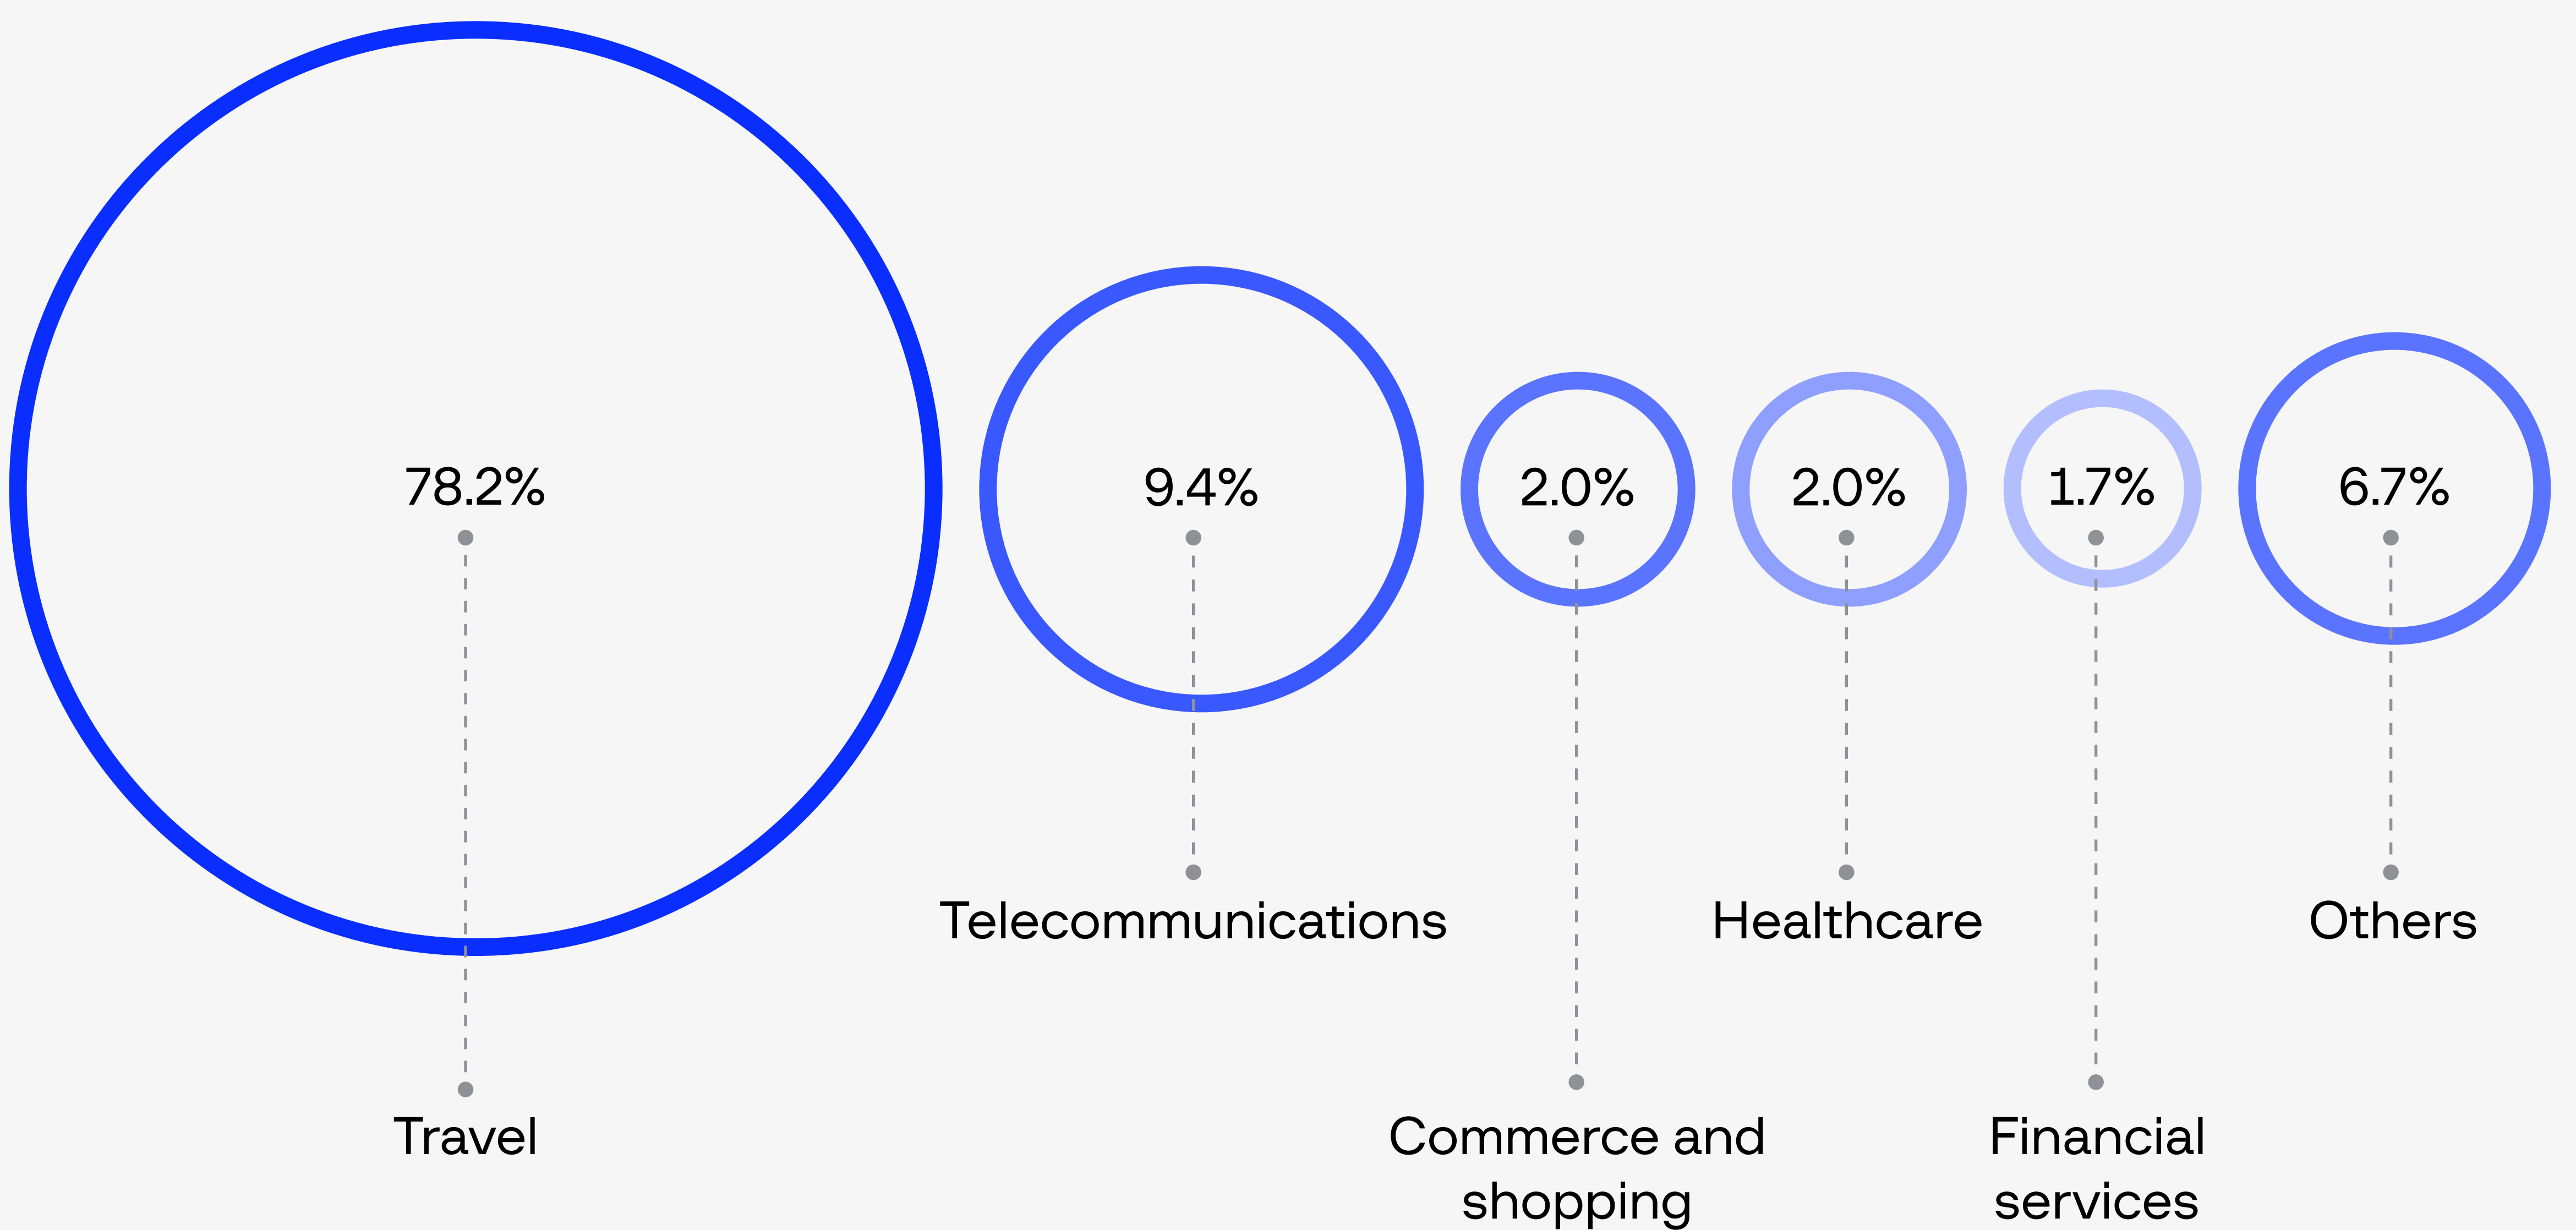 78.2%
9.4%
2.0%
2.0%
1.7%
6.7%
Telecommunications
Healthcare
Others
Travel
Commerce and
shopping
Financial
services